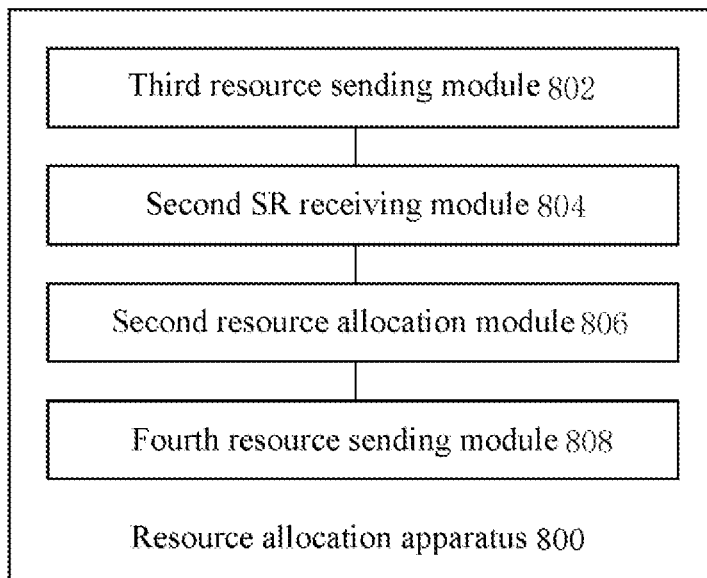 Third resource sending module 802
Second SR receiving module 804
Second resource allocation module 806
Fourth resource sending module 808
Resource allocation apparatus 800